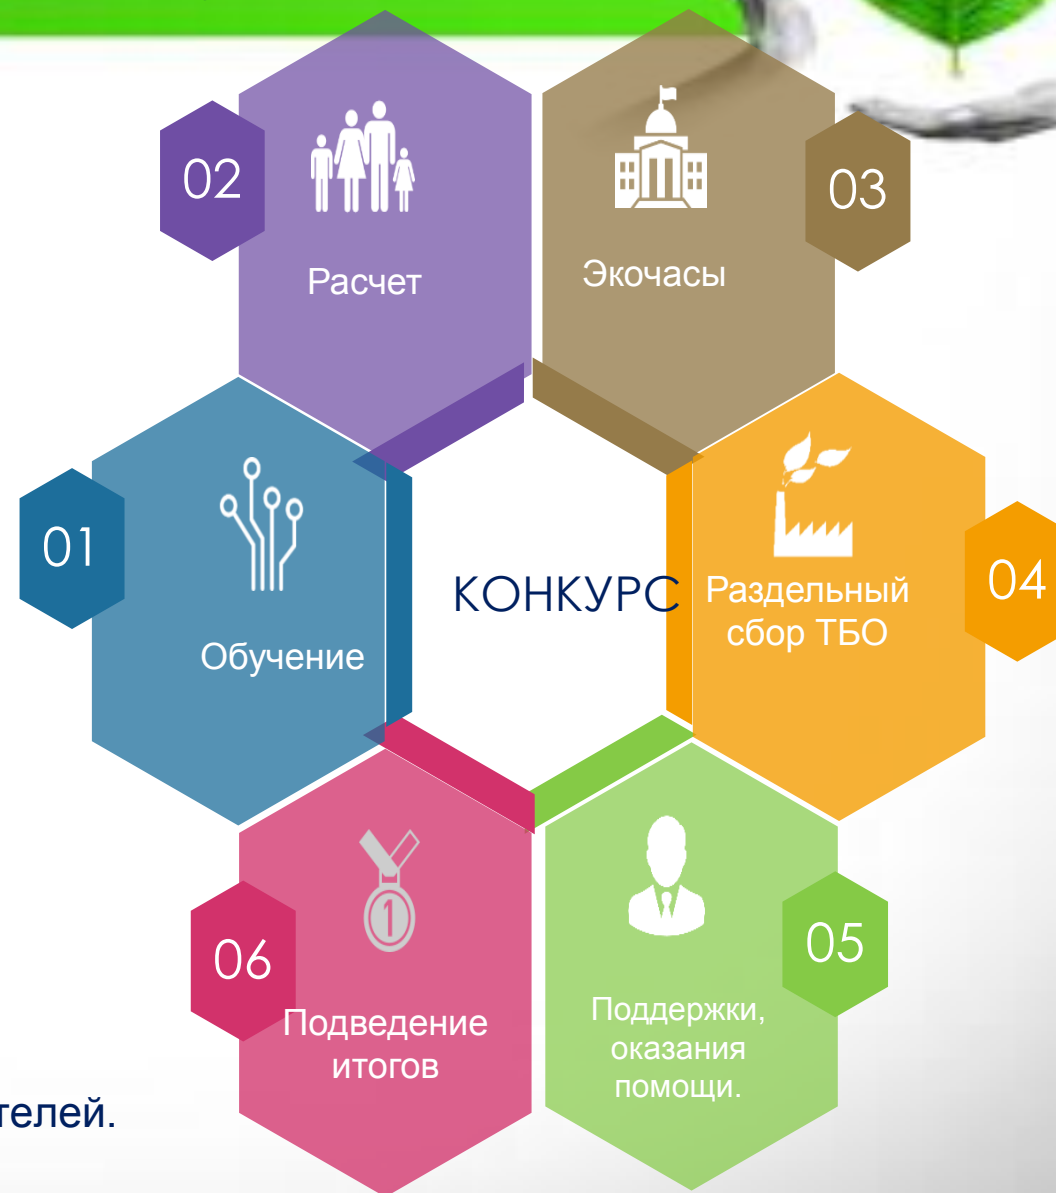 02
Расчет
03
Экочасы
01
Обучение
КОНКУРС
04
Раздельный
сбор ТБО
05
Поддержки,
оказания
помощи.
06
Подведение
итогов
1
телей.